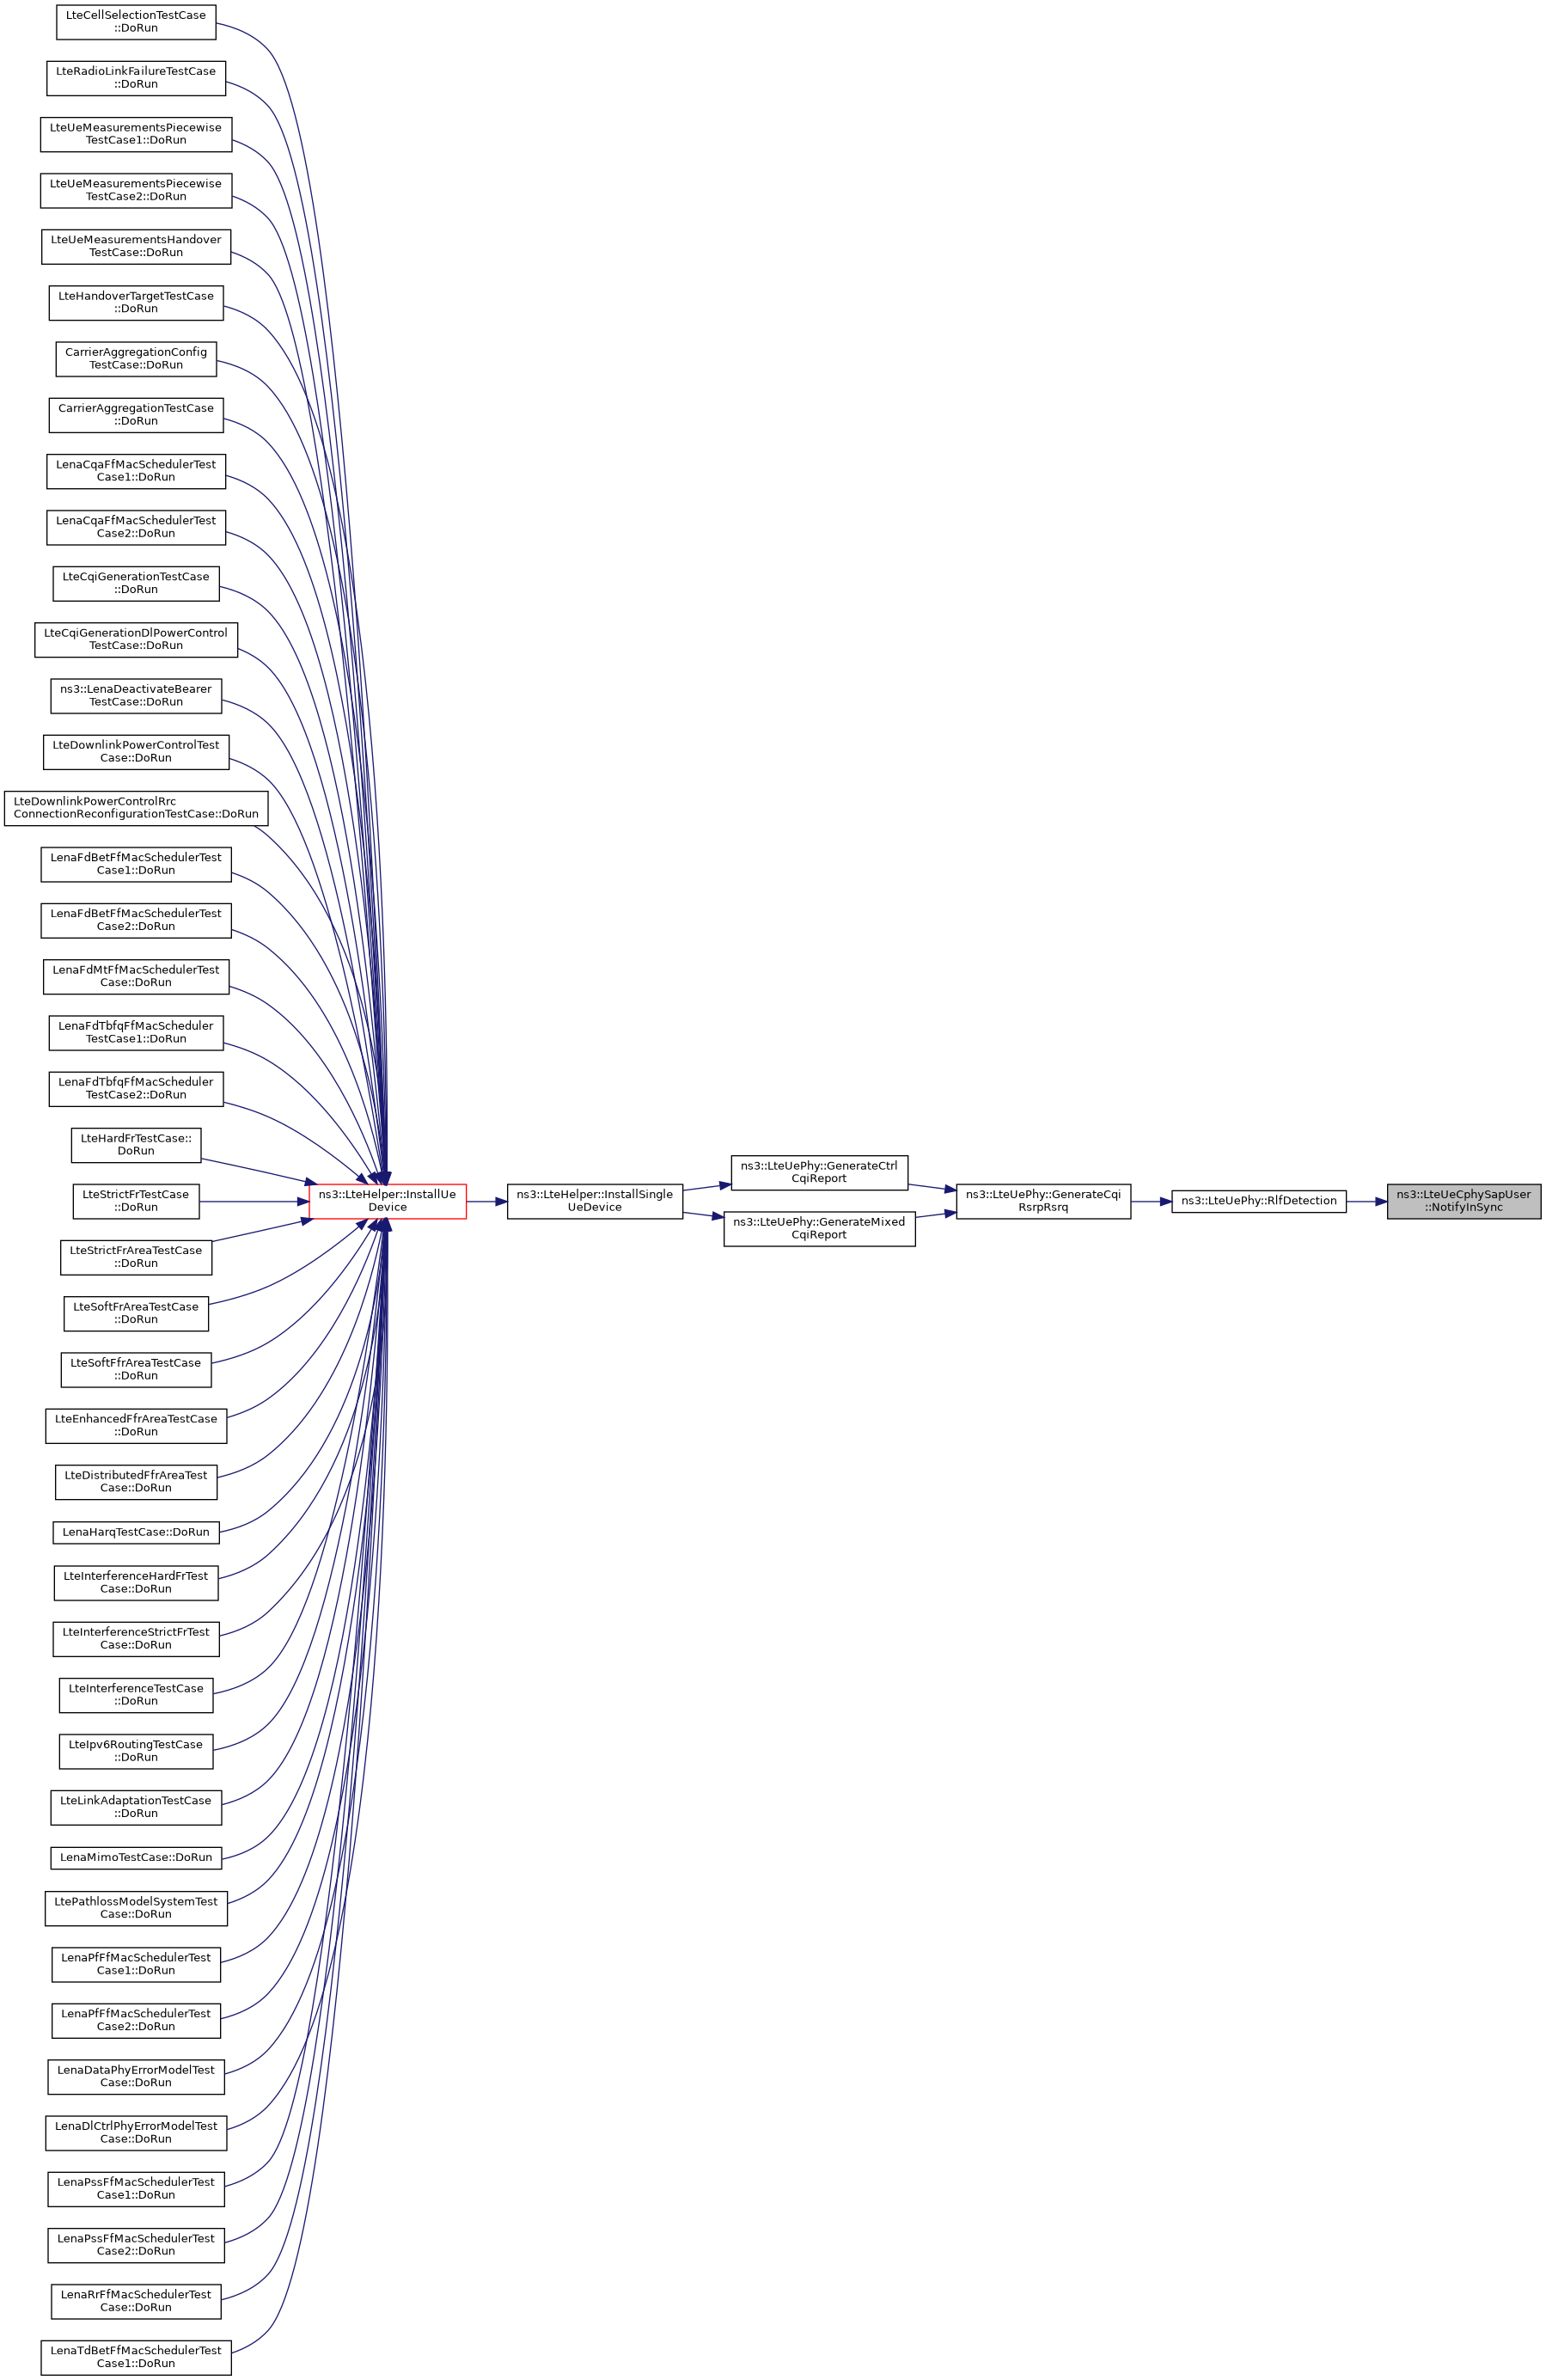 LteCellSelectionTestCase
::DoRun
LteRadioLinkFailureTestCase
::DoRun
LteUeMeasurementsPiecewise
TestCase1::DoRun
LteUeMeasurementsPiecewise
TestCase2::DoRun
LteUeMeasurementsHandover
TestCase::DoRun
LteHandoverTargetTestCase
::DoRun
CarrierAggregationConfig
TestCase::DoRun
CarrierAggregationTestCase
::DoRun
LenaCqaFfMacSchedulerTest
Case1::DoRun
LenaCqaFfMacSchedulerTest
Case2::DoRun
LteCqiGenerationTestCase
::DoRun
LteCqiGenerationDlPowerControl
TestCase::DoRun
ns3::LenaDeactivateBearer
TestCase::DoRun
LteDownlinkPowerControlTest
Case::DoRun
LteDownlinkPowerControlRrc
ConnectionReconfigurationTestCase::DoRun
LenaFdBetFfMacSchedulerTest
Case1::DoRun
LenaFdBetFfMacSchedulerTest
Case2::DoRun
LenaFdMtFfMacSchedulerTest
Case::DoRun
LenaFdTbfqFfMacScheduler
TestCase1::DoRun
LenaFdTbfqFfMacScheduler
TestCase2::DoRun
LteHardFrTestCase::
DoRun
LteStrictFrTestCase
::DoRun
ns3::LteHelper::InstallUe
Device
ns3::LteHelper::InstallSingle
UeDevice
ns3::LteUePhy::GenerateCtrl
CqiReport
ns3::LteUePhy::GenerateMixed
CqiReport
ns3::LteUePhy::GenerateCqi
RsrpRsrq
ns3::LteUePhy::RlfDetection
ns3::LteUeCphySapUser
::NotifyInSync
LteStrictFrAreaTestCase
::DoRun
LteSoftFrAreaTestCase
::DoRun
LteSoftFfrAreaTestCase
::DoRun
LteEnhancedFfrAreaTestCase
::DoRun
LteDistributedFfrAreaTest
Case::DoRun
LenaHarqTestCase::DoRun
LteInterferenceHardFrTest
Case::DoRun
LteInterferenceStrictFrTest
Case::DoRun
LteInterferenceTestCase
::DoRun
LteIpv6RoutingTestCase
::DoRun
LteLinkAdaptationTestCase
::DoRun
LenaMimoTestCase::DoRun
LtePathlossModelSystemTest
Case::DoRun
LenaPfFfMacSchedulerTest
Case1::DoRun
LenaPfFfMacSchedulerTest
Case2::DoRun
LenaDataPhyErrorModelTest
Case::DoRun
LenaDlCtrlPhyErrorModelTest
Case::DoRun
LenaPssFfMacSchedulerTest
Case1::DoRun
LenaPssFfMacSchedulerTest
Case2::DoRun
LenaRrFfMacSchedulerTest
Case::DoRun
LenaTdBetFfMacSchedulerTest
Case1::DoRun